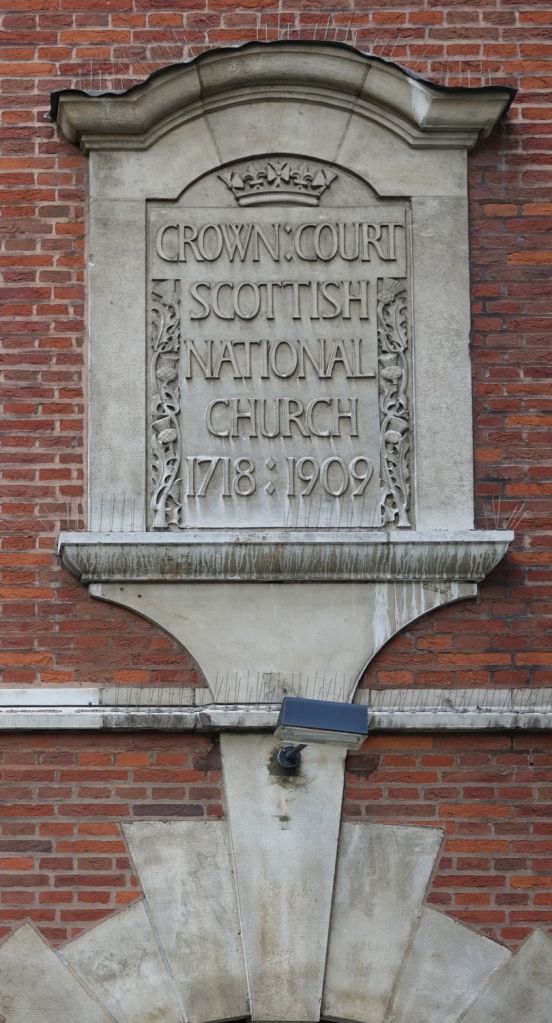 CROWN:COURT
SCOTTISH
NATIONAL
CHURCH
1718:1909